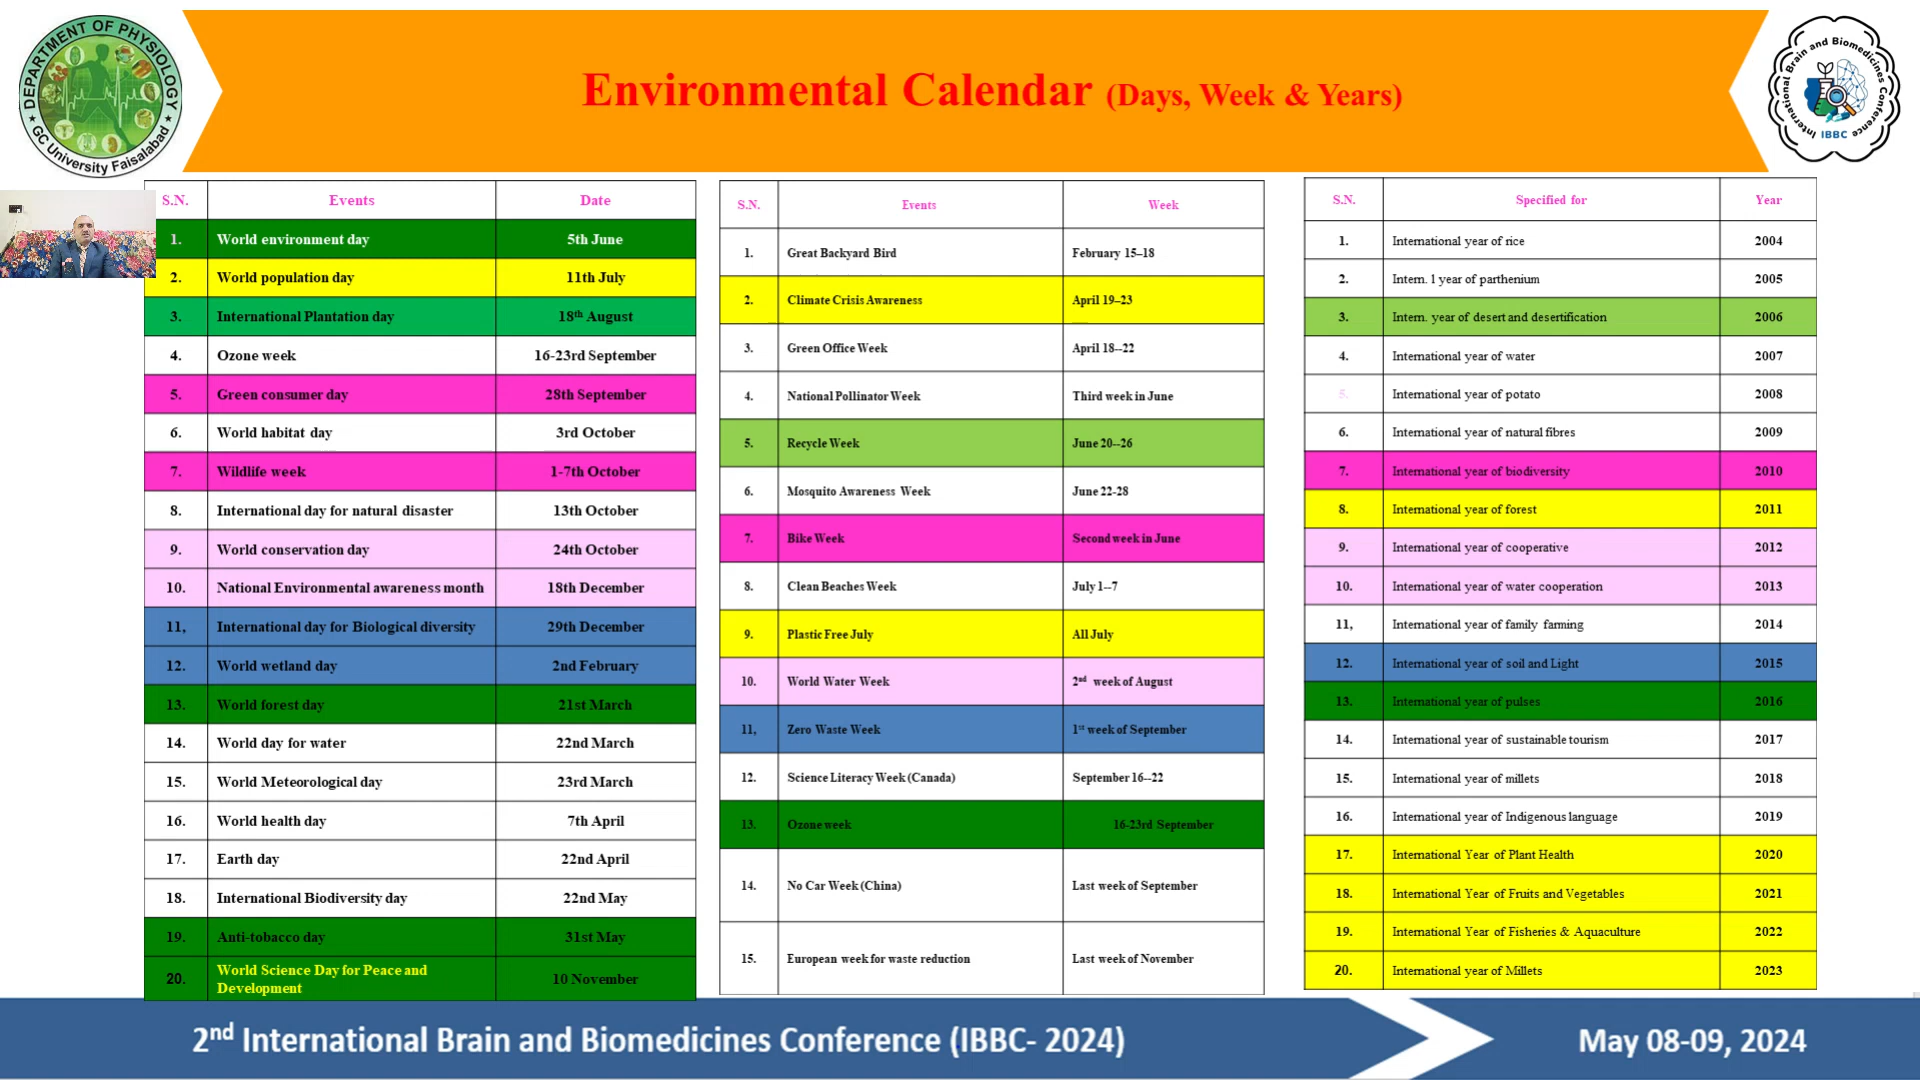 DEPARTMENT OF PHYSIOLOGY
★ GC University Faisalabad ★
Environmental Calendar (Days, Week & Years)
International Brain and Biomedicines Conference
IBBC
S.N. Events Date
1. World environment day 5th June
2. World population day 11th July
3. International Plantation day 18th August
4. Ozone week 16-23rd September
5. Green consumer day 28th September
6. World habitat day 3rd October
7. Wildlife week 1-7th October
8. International day for natural disaster 13th October
9. World conservation day 24th October
10. National Environmental awareness month 18th December
11, International day for Biological diversity 29th December
12. World wetland day 2nd February
13. World forest day 21st March
14. World day for water 22nd March
15. World Meteorological day 23rd March
16. World health day 7th April
17. Earth day 22nd April
18. International Biodiversity day 22nd May
19. Anti-tobacco day 31st May
20. World Science Day for Peace and
Development 10 November
S.N. Events Week
1. Great Backyard Bird February 15–18
2. Climate Crisis Awareness April 19–23
3. Green Office Week April 18--22
4. National Pollinator Week Third week in June
5. Recycle Week June 20--26
6. Mosquito Awareness Week June 22-28
7. Bike Week Second week in June
8. Clean Beaches Week July 1--7
9. Plastic Free July All July
10. World Water Week 2nd week of August
11, Zero Waste Week 1st week of September
12. Science Literacy Week (Canada) September 16--22
13. Ozone week 16-23rd September
14. No Car Week (China) Last week of September
15. European week for waste reduction Last week of November
S.N. Specified for Year
1. International year of rice 2004
2. Intern. l year of parthenium 2005
3. Intern. year of desert and desertification 2006
4. International year of water 2007
5. International year of potato 2008
6. International year of natural fibres 2009
7. International year of biodiversity 2010
8. International year of forest 2011
9. International year of cooperative 2012
10. International year of water cooperation 2013
11, International year of family farming 2014
12. International year of soil and Light 2015
13. International year of pulses 2016
14. International year of sustainable tourism 2017
15. International year of millets 2018
16. International year of Indigenous language 2019
17. International Year of Plant Health 2020
18. International Year of Fruits and Vegetables 2021
19. International Year of Fisheries & Aquaculture 2022
20. International year of Millets 2023
2nd International Brain and Biomedicines Conference (IBBC- 2024)
May 08-09, 2024